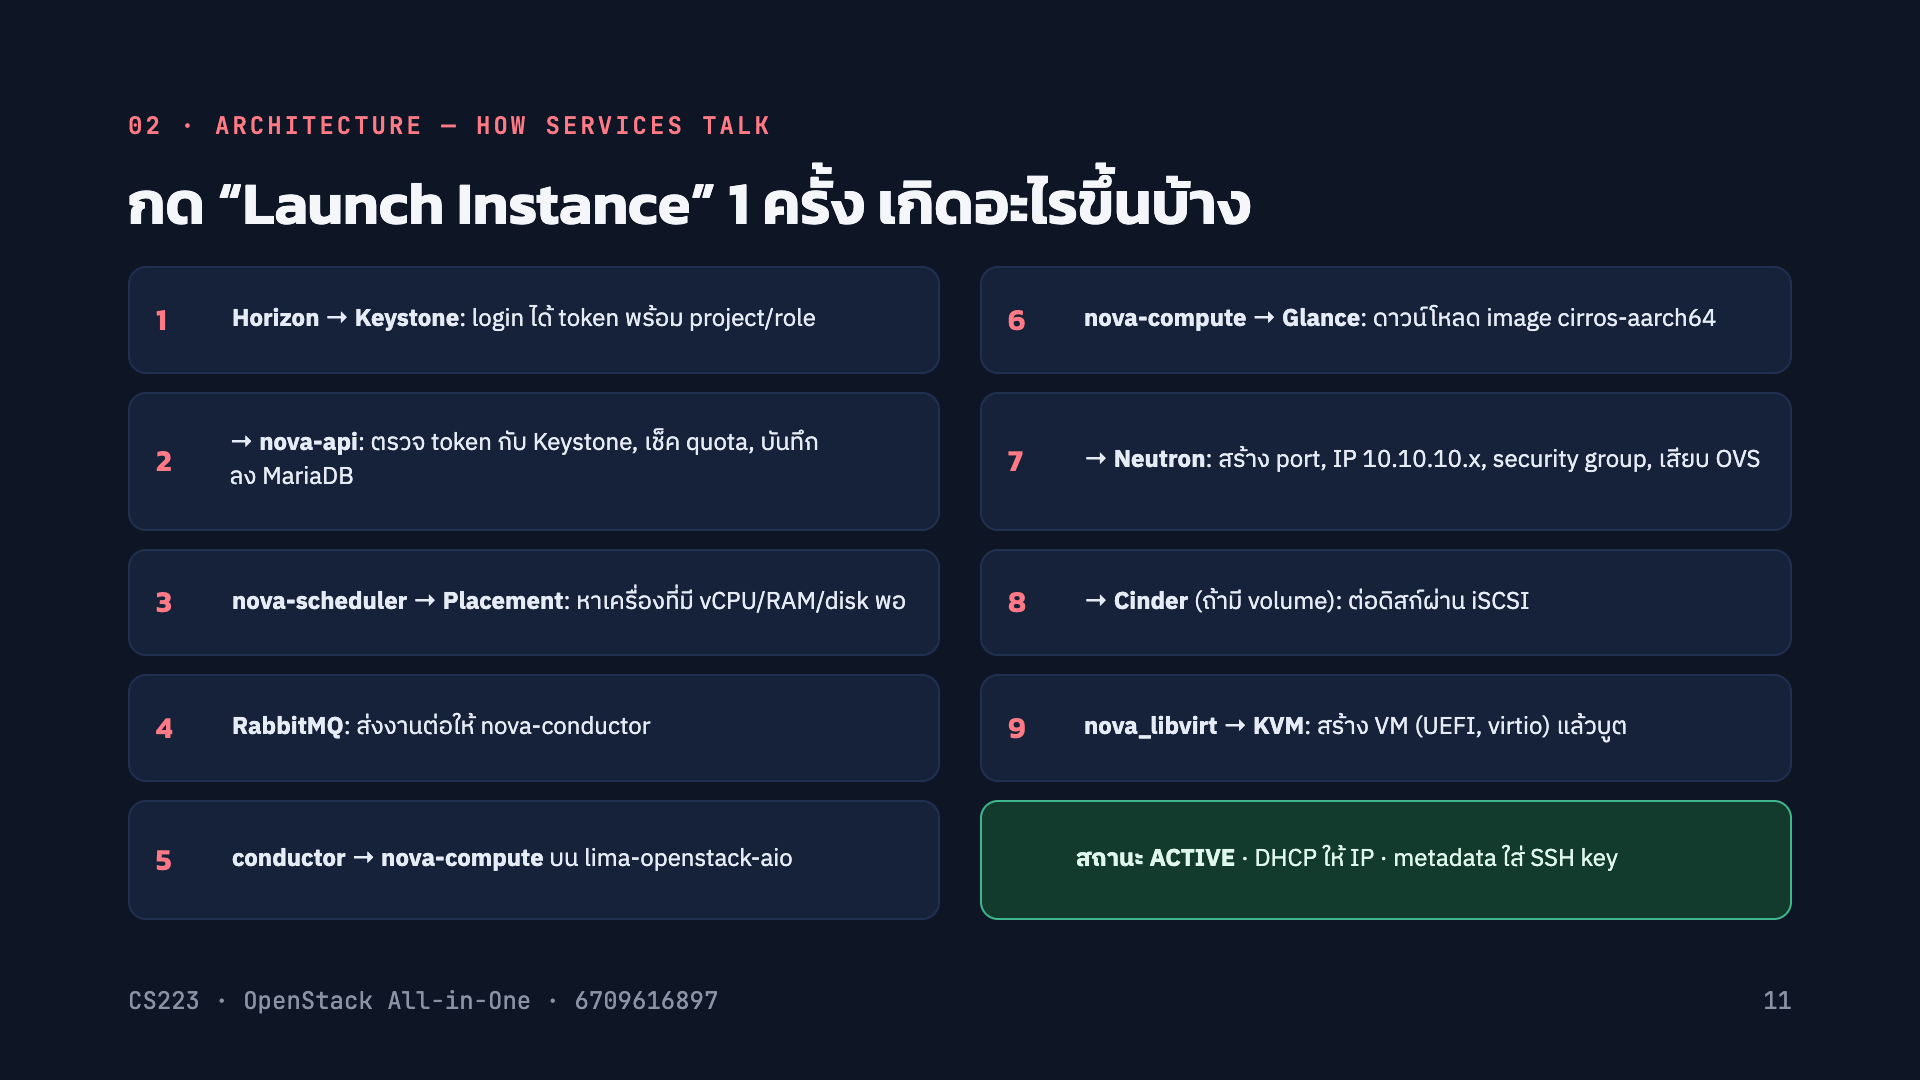 02 · ARCHITECTURE — HOW SERVICES TALK
กด “Launch Instance” 1 ครั้ง เกิดอะไรขึ้นบ้าง
1 Horizon → Keystone: login ได้ token พร้อม project/role
2 → nova-api: ตรวจ token กับ Keystone, เช็ค quota, บันทึก
ลง MariaDB
3 nova-scheduler → Placement: หาเครื่องที่มี vCPU/RAM/disk พอ
4 RabbitMQ: ส่งงานต่อให้ nova-conductor
5 conductor → nova-compute บน lima-openstack-aio
6 nova-compute → Glance: ดาวน์โหลด image cirros-aarch64
7 → Neutron: สร้าง port, IP 10.10.10.x, security group, เสียบ OVS
8 → Cinder (ถ้ามี volume): ต่อดิสก์ผ่าน iSCSI
9 nova_libvirt → KVM: สร้าง VM (UEFI, virtio) แล้วบูต
สถานะ ACTIVE · DHCP ให้ IP · metadata ใส่ SSH key
CS223 · OpenStack All-in-One · 6709616897
11